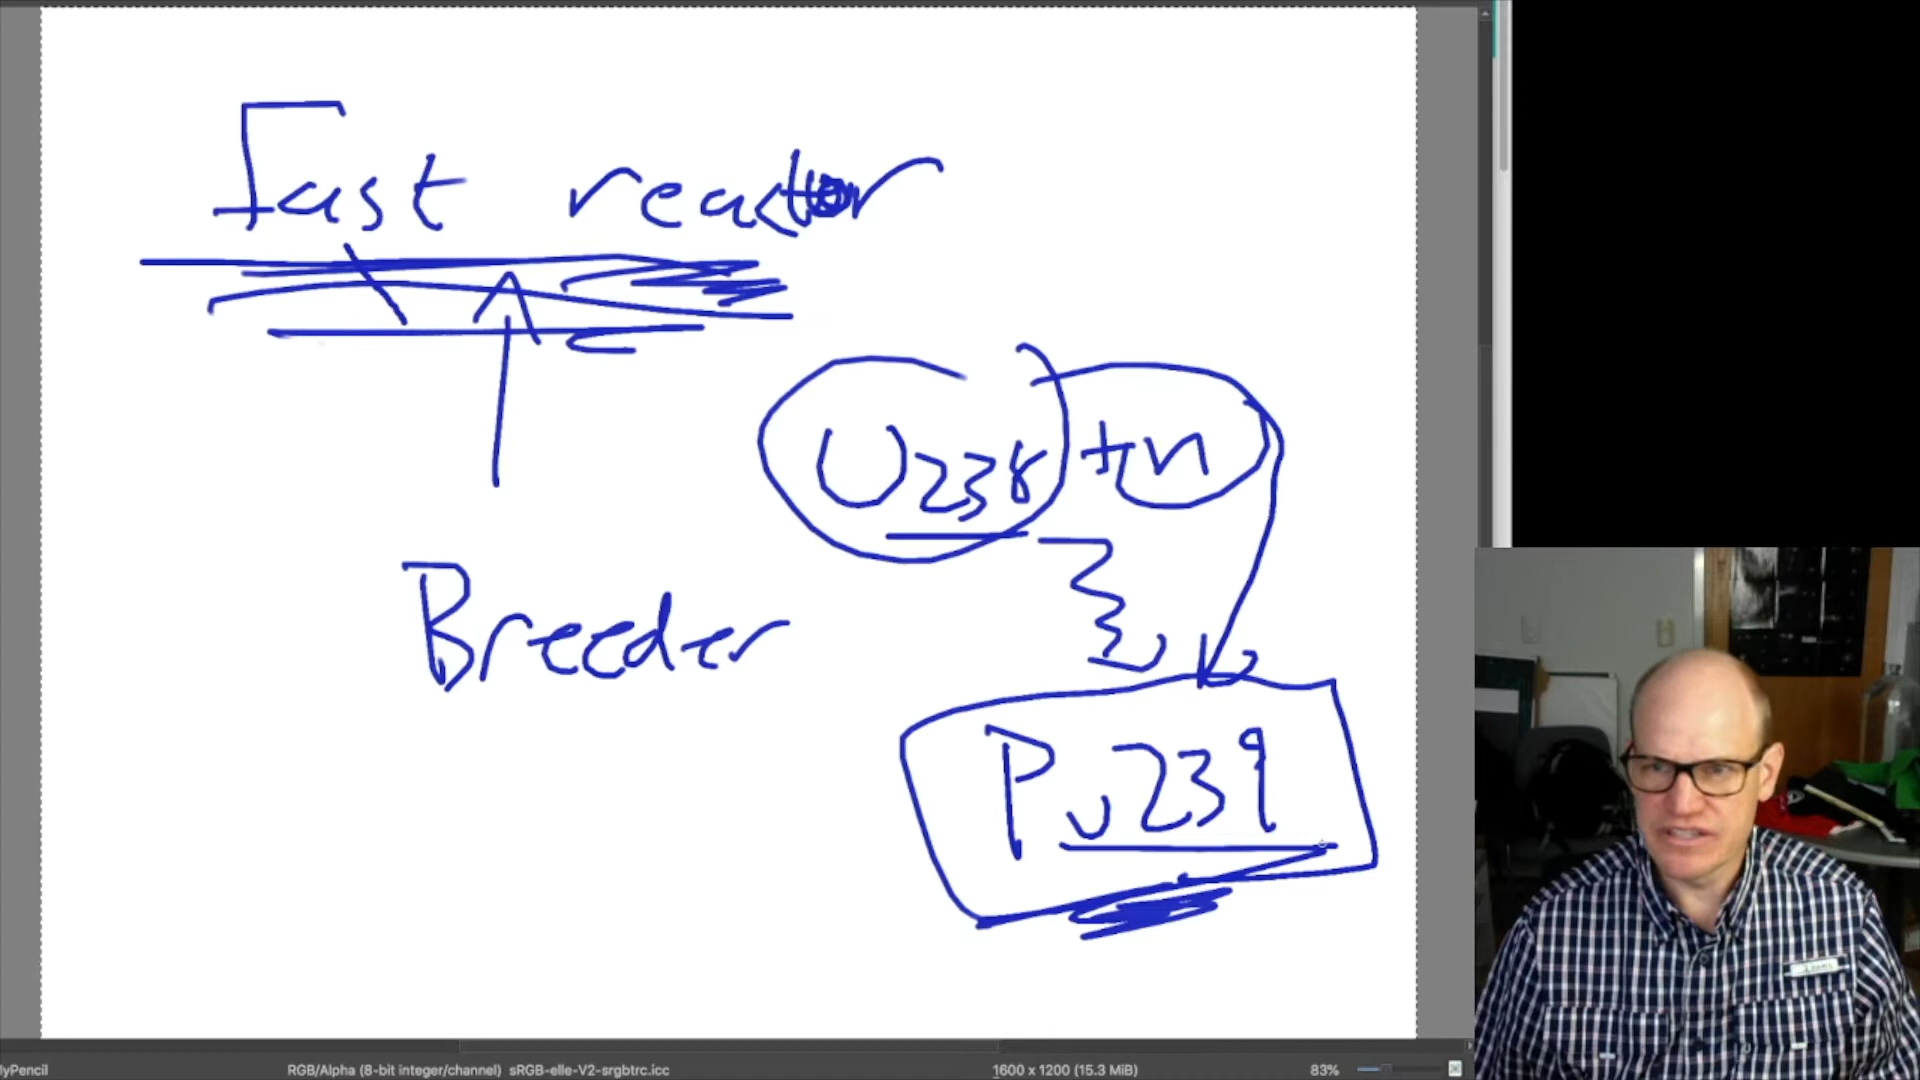 Fast reactor
U238 + n
Breeder
Pu239
lyPencil
RGB/Alpha (8-bit integer/channel) sRGB-elle-V2-srgbtrc.icc
1600 x 1200 (15.3 MiB)
83%